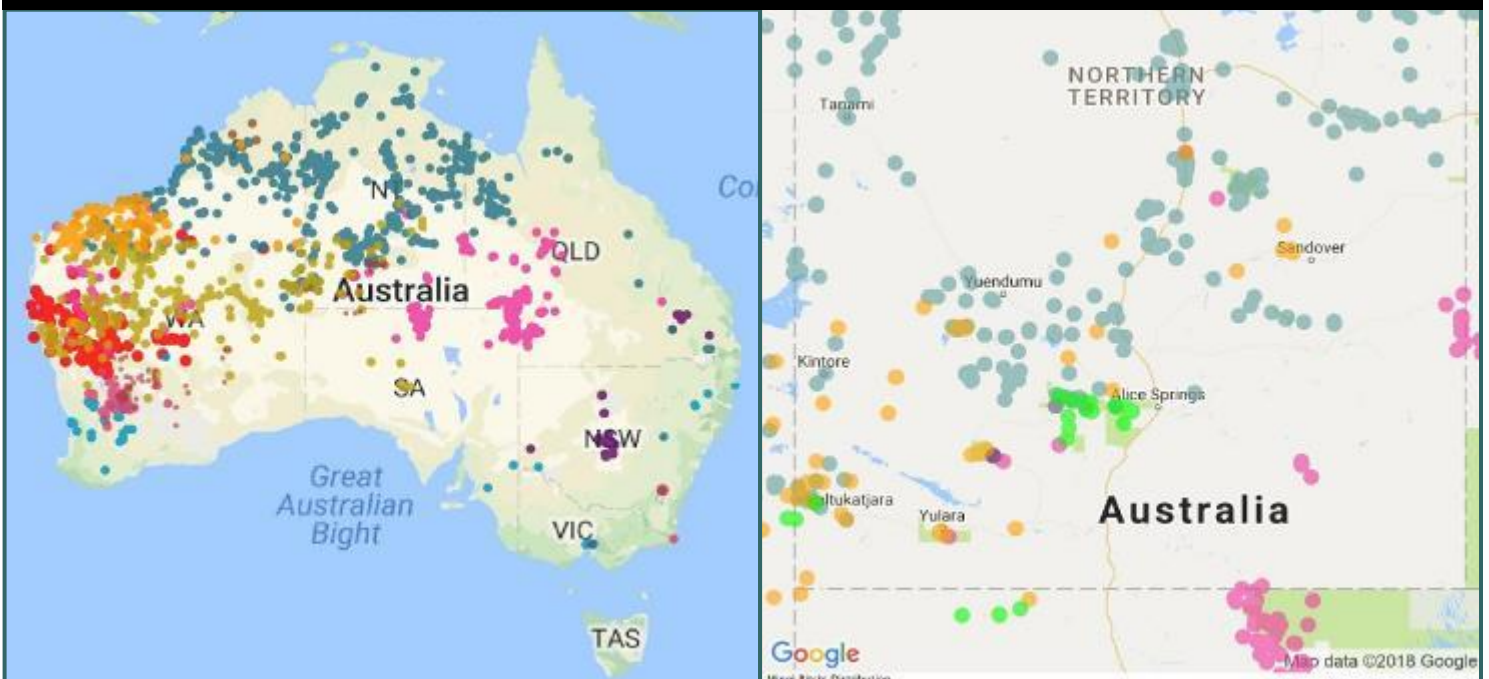 Co
NT
QLD
Australia
WA
SA
NSW
Great
Australian
Bight
VIC
TAS
NORTHERN
TERRITORY
Tanami
Sandover
Yuendumu
Kintore
Alice Springs
ltukatjara
Yulara
Australia
Google
Map data ©2018 Google